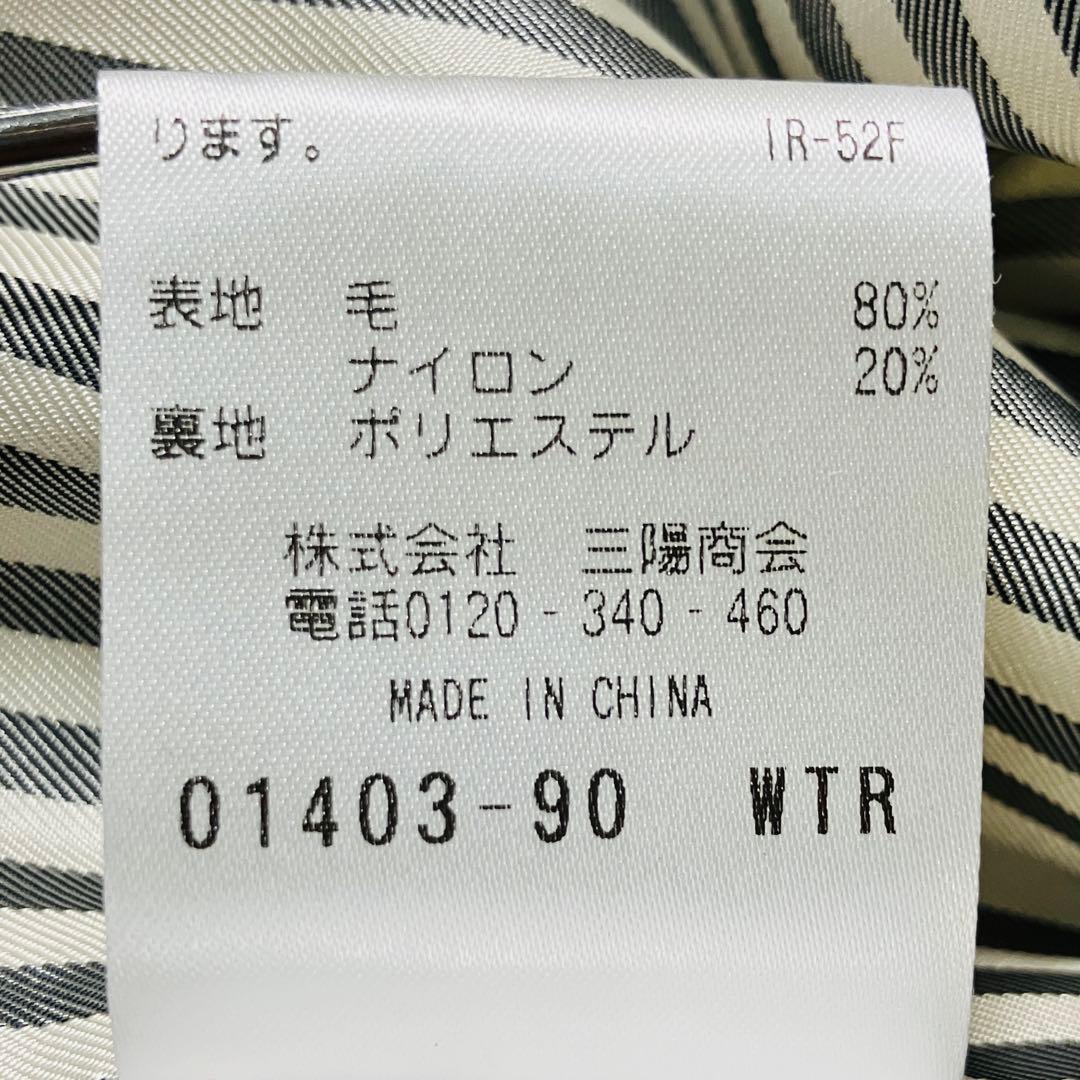 ります。 IR-52F
表地 毛 80%
ナイロン 20%
裏地 ポリエステル
株式会社 三陽商会
電話0120-340-460
MADE IN CHINA
01403-90 WTR